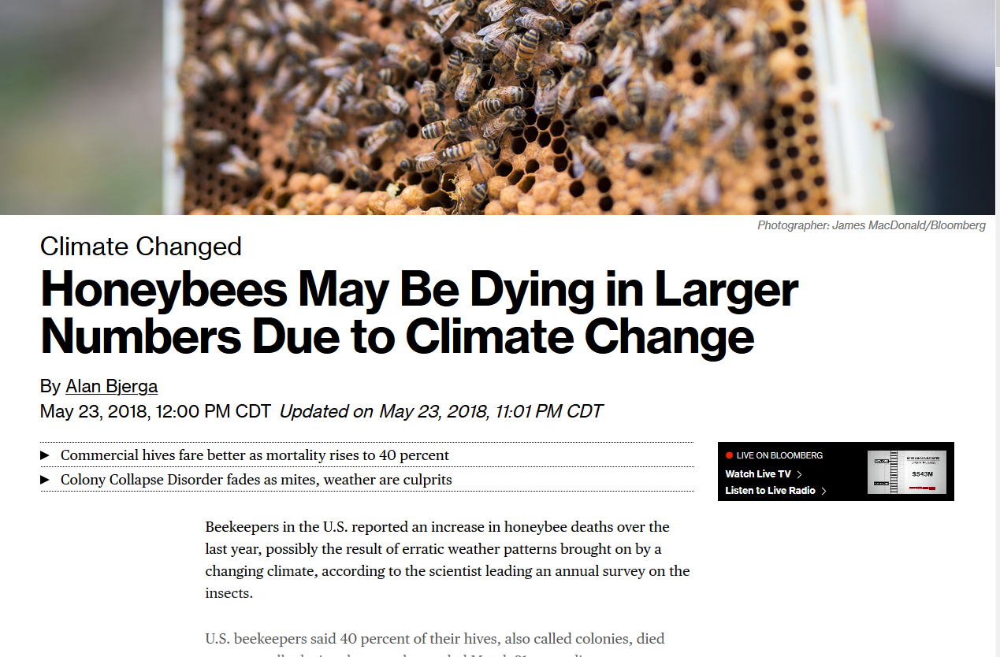 Photographer: James MacDonald/Bloomberg
Climate Changed
Honeybees May Be Dying in Larger
Numbers Due to Climate Change
By Alan Bjerga
May 23, 2018, 12:00 PM CDT Updated on May 23, 2018, 11:01 PM CDT
Commercial hives fare better as mortality rises to 40 percent
Colony Collapse Disorder fades as mites, weather are culprits
LIVE ON BLOOMBERG
Watch Live TV
Listen to Live Radio
$543M
Beekeepers in the U.S. reported an increase in honeybee deaths over the
last year, possibly the result of erratic weather patterns brought on by a
changing climate, according to the scientist leading an annual survey on the
insects.
U.S. beekeepers said 40 percent of their hives, also called colonies, died